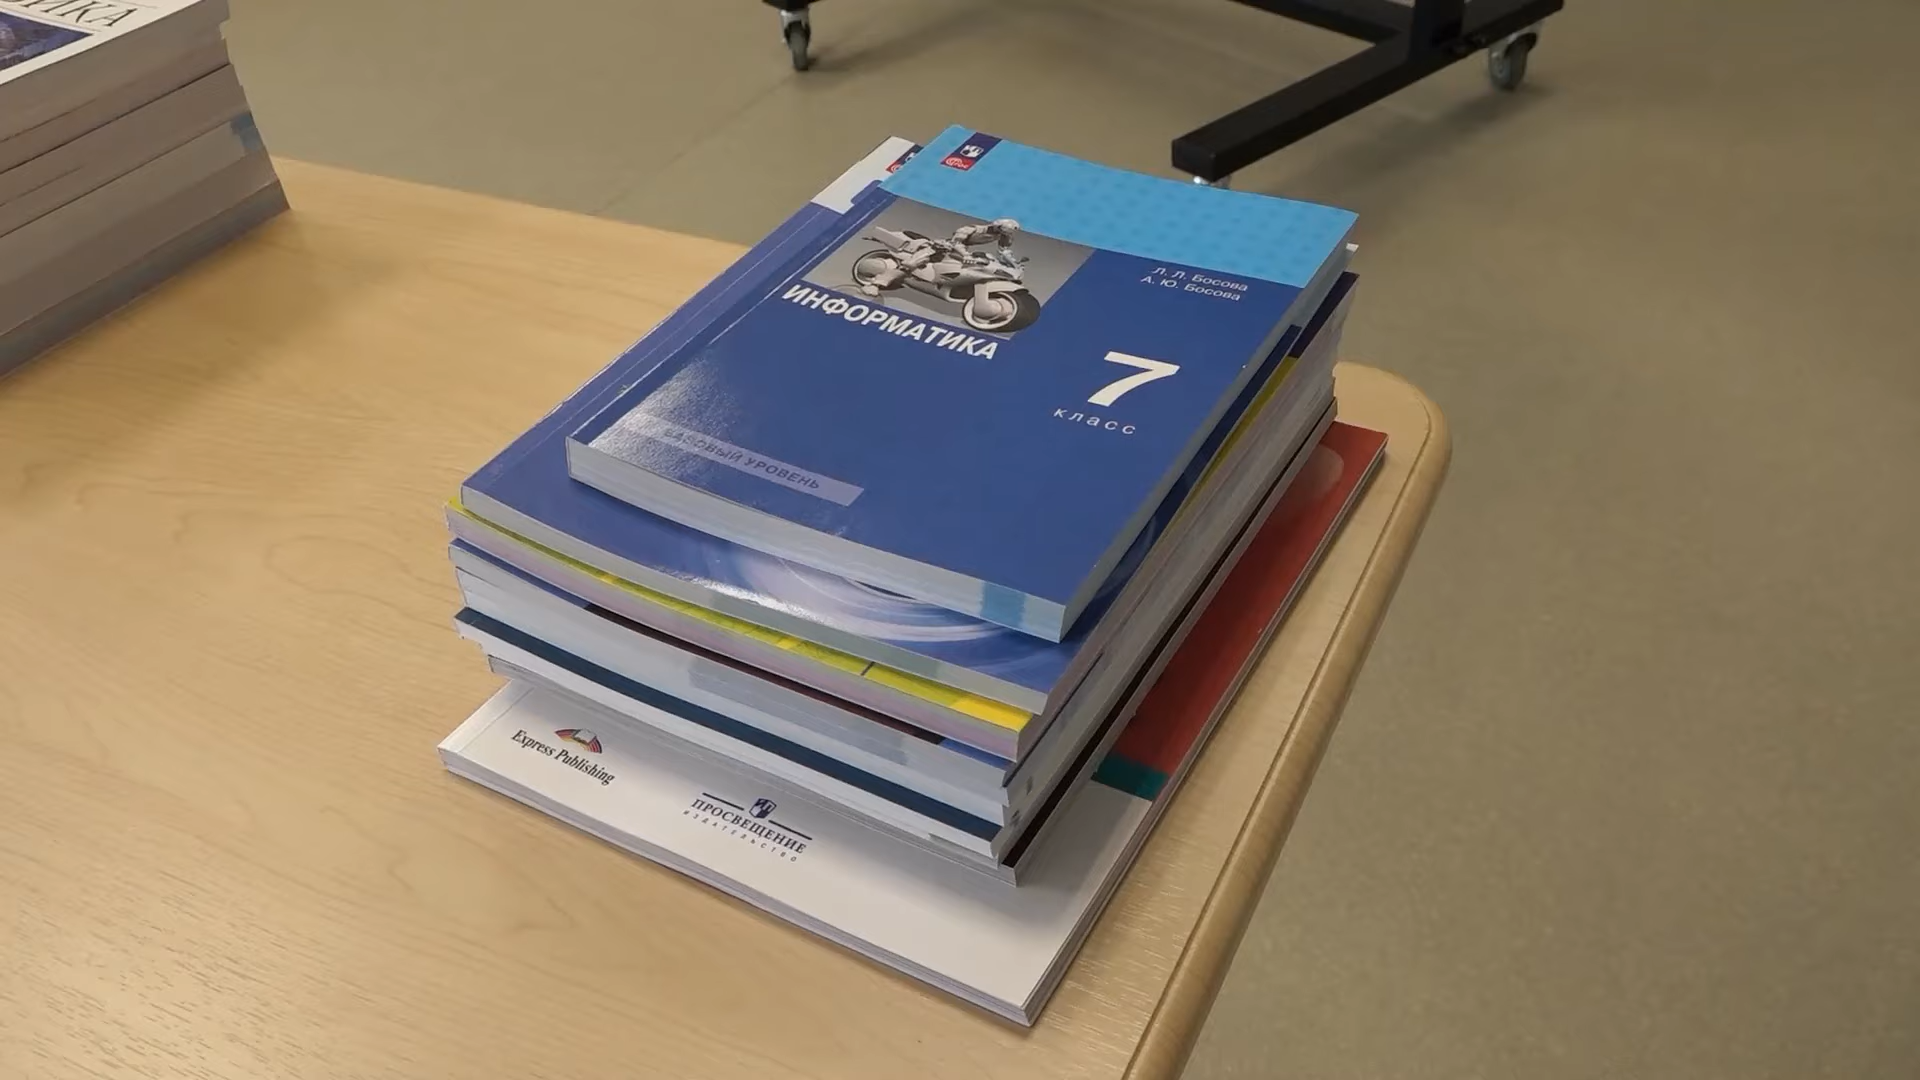 Л. Л. Босова
А. Ю. Босова
ИНФОРМАТИКА
7
класс
БАЗОВЫЙ УРОВЕНЬ
Express Publishing
ПРОСВЕЩЕНИЕ
ИЗДАТЕЛЬСТВО